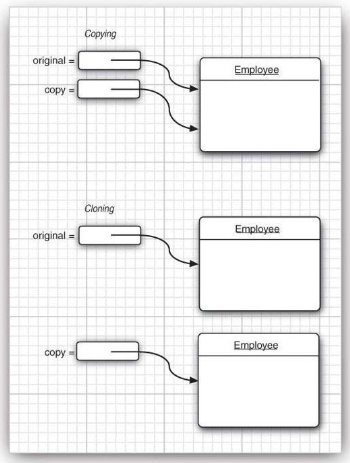 Copying
original =
Employee
copy =
Cloning
original =
Employee
copy =
Employee